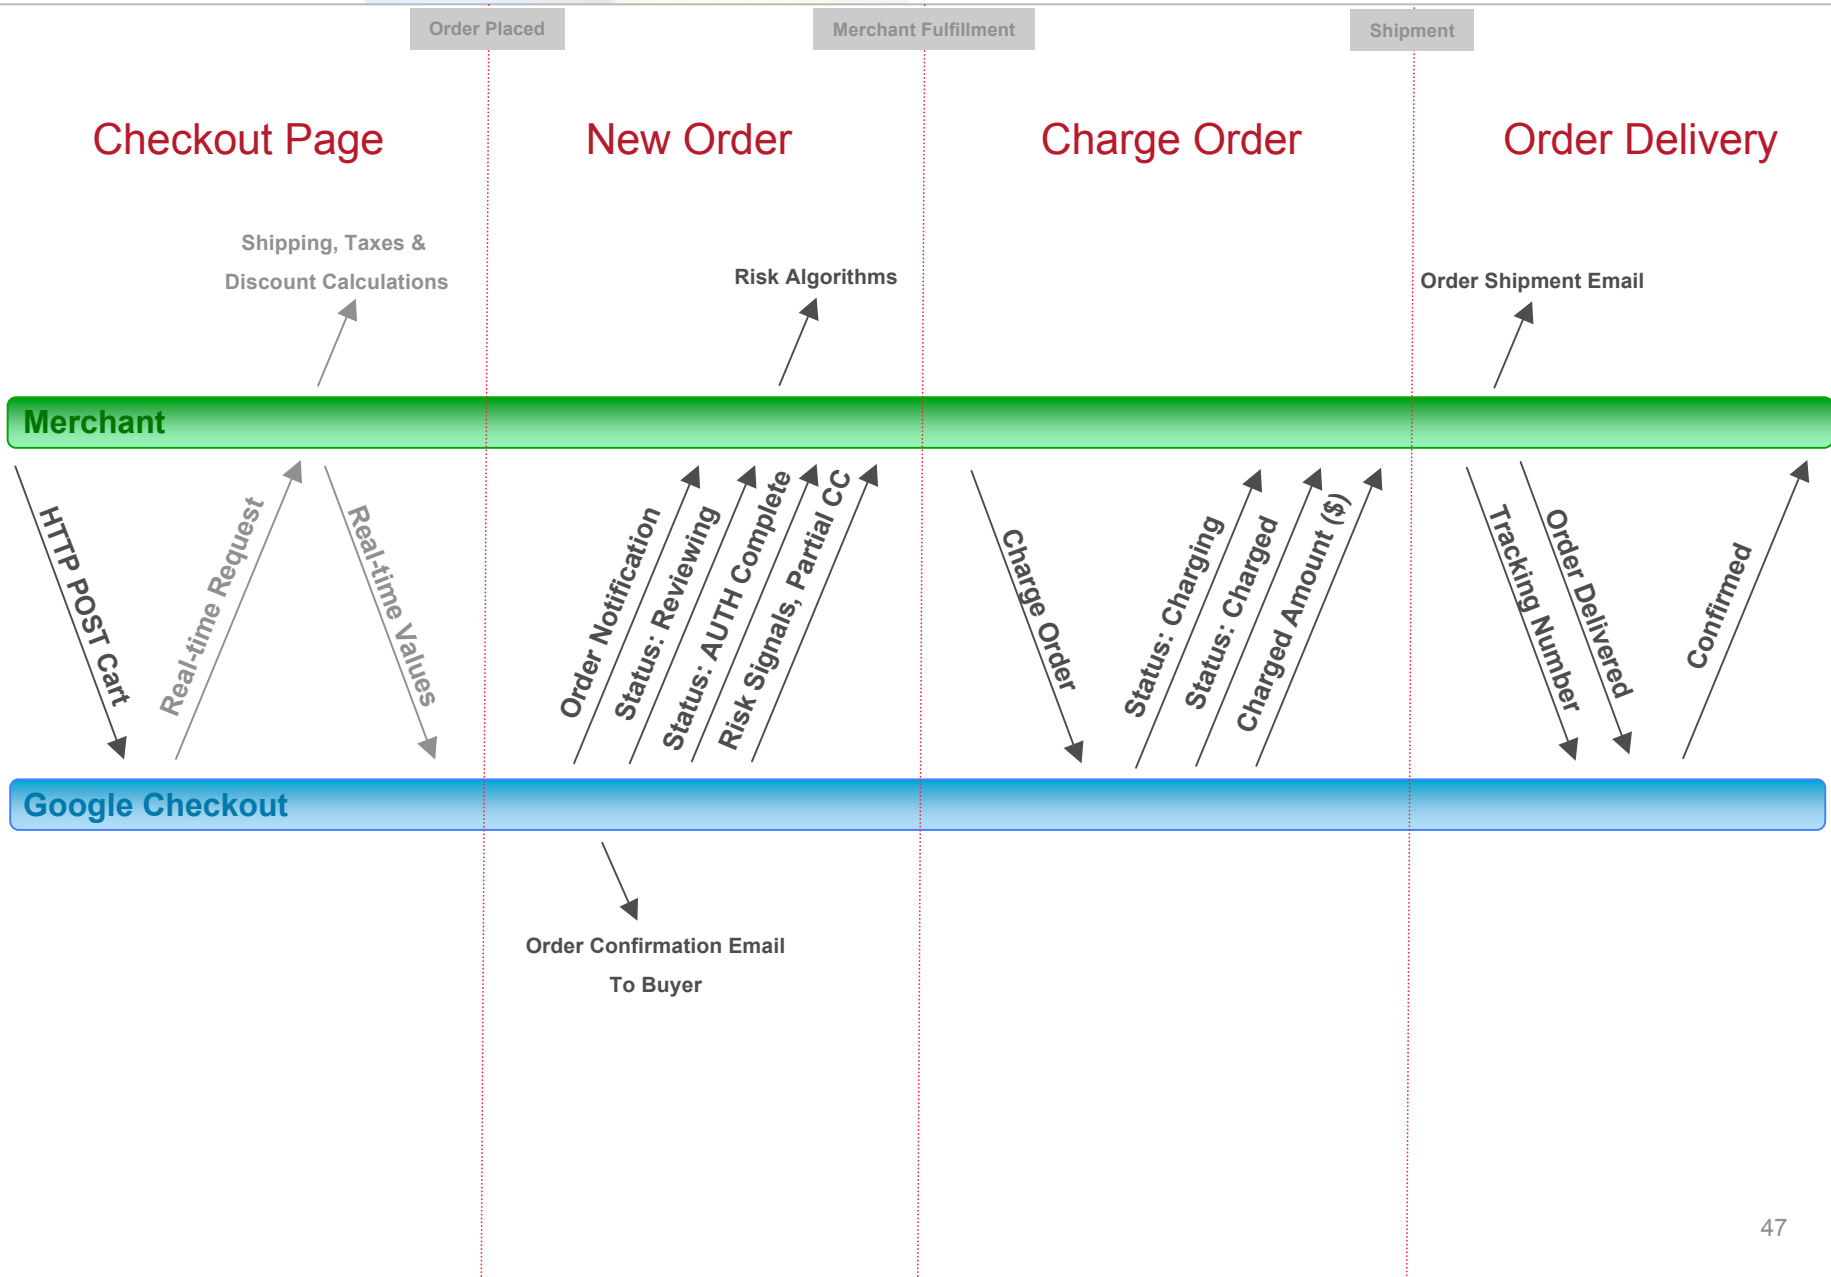 Order Placed
Merchant Fulfillment
Shipment
Checkout Page
New Order
Charge Order
Order Delivery
Shipping, Taxes &
Discount Calculations
Risk Algorithms
Order Shipment Email
Merchant
HTTP POST Cart
Real-time Request
Real-time Values
Order Notification
Status: Reviewing
Status: AUTH Complete
Risk Signals, Partial CC
Charge Order
Status: Charging
Status: Charged
Charged Amount ($)
Tracking Number
Order Delivered
Confirmed
Google Checkout
Order Confirmation Email
To Buyer
47